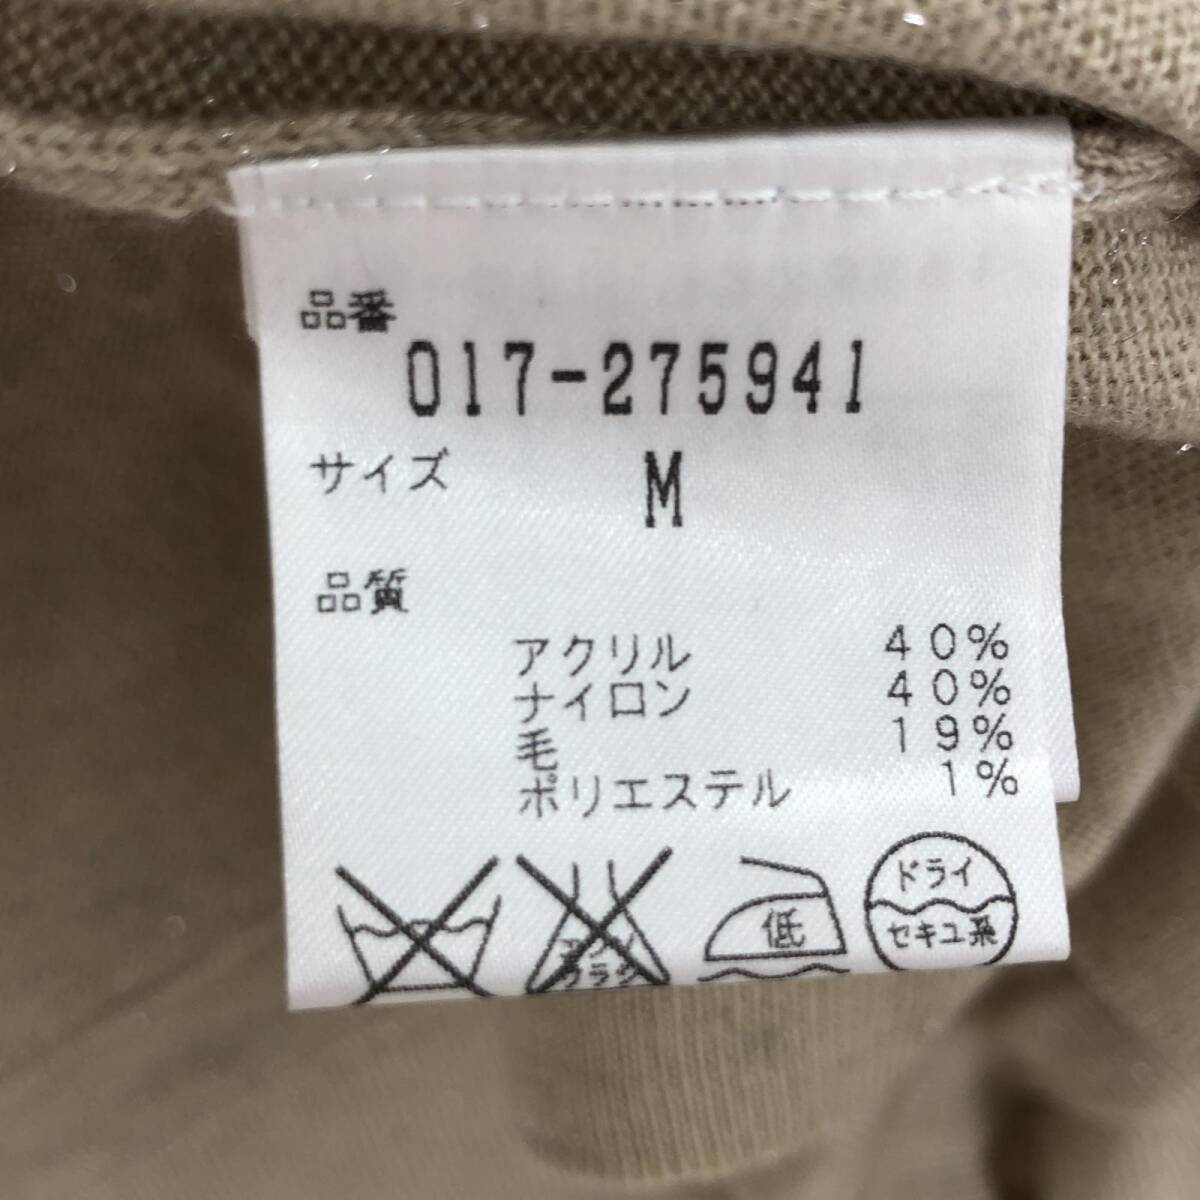 品番
017-275941
サイズ M
品質
アクリル 40%
ナイロン 40%
毛 19%
ポリエステル 1%
低
ドライ
セキユ系